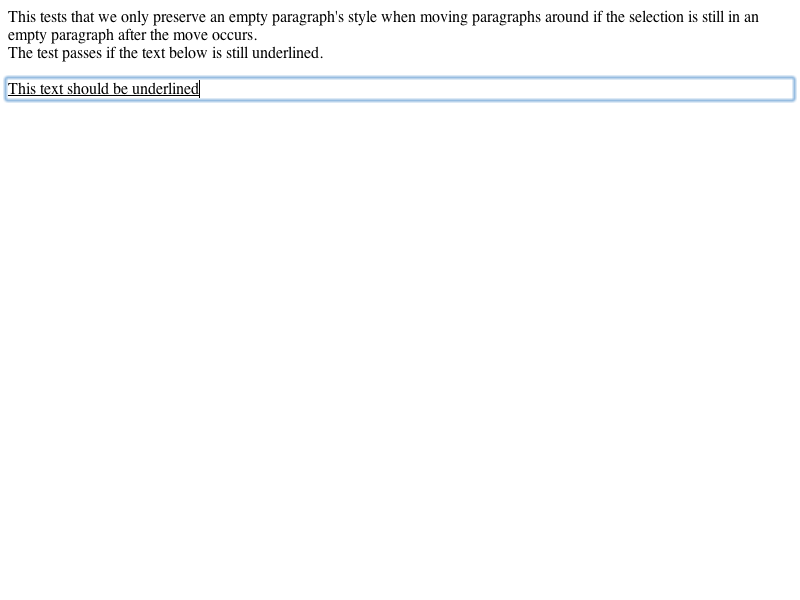 This tests that we only preserve an empty paragraph's style when moving paragraphs around if the selection is still in an
empty paragraph after the move occurs.
The test passes if the text below is still underlined.
This text should be underlined